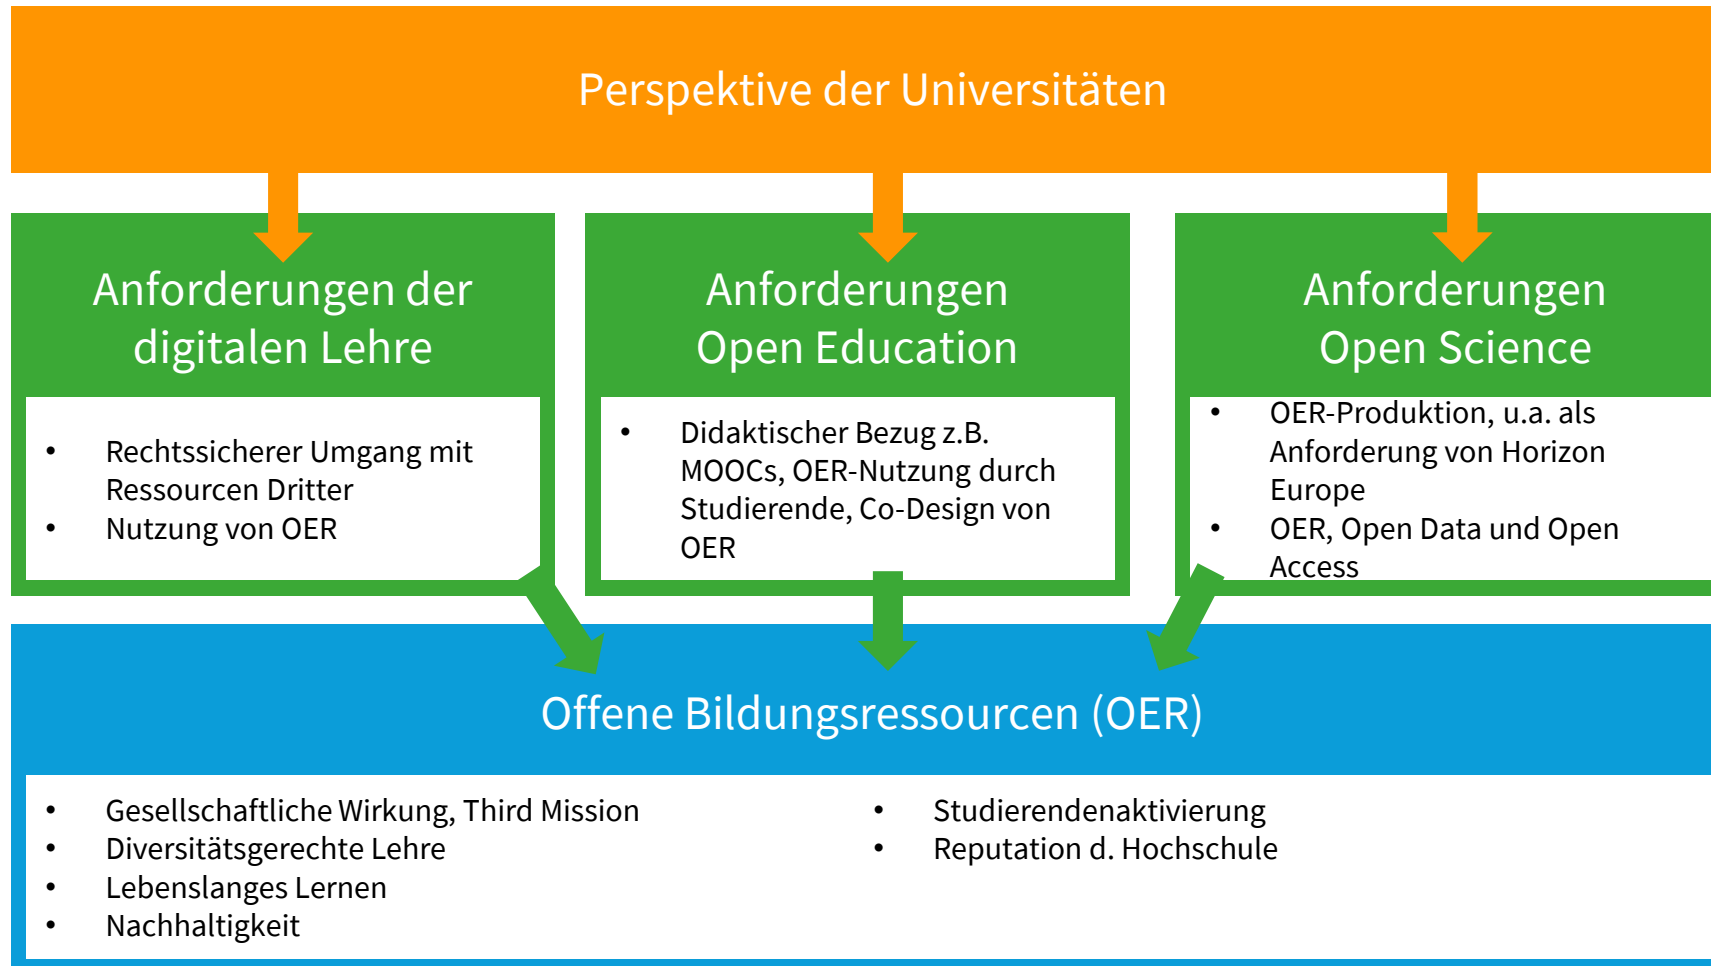 Perspektive der Universitäten
Anforderungen der
digitalen Lehre
• Rechtssicherer Umgang mit
Ressourcen Dritter
• Nutzung von OER
Anforderungen
Open Education
• Didaktischer Bezug z.B.
MOOCs, OER-Nutzung durch
Studierende, Co-Design von
OER
Anforderungen
Open Science
• OER-Produktion, u.a. als
Anforderung von Horizon
Europe
• OER, Open Data und Open
Access
Offene Bildungsressourcen (OER)
• Gesellschaftliche Wirkung, Third Mission
• Diversitätsgerechte Lehre
• Lebenslanges Lernen
• Nachhaltigkeit
• Studierendenaktivierung
• Reputation d. Hochschule